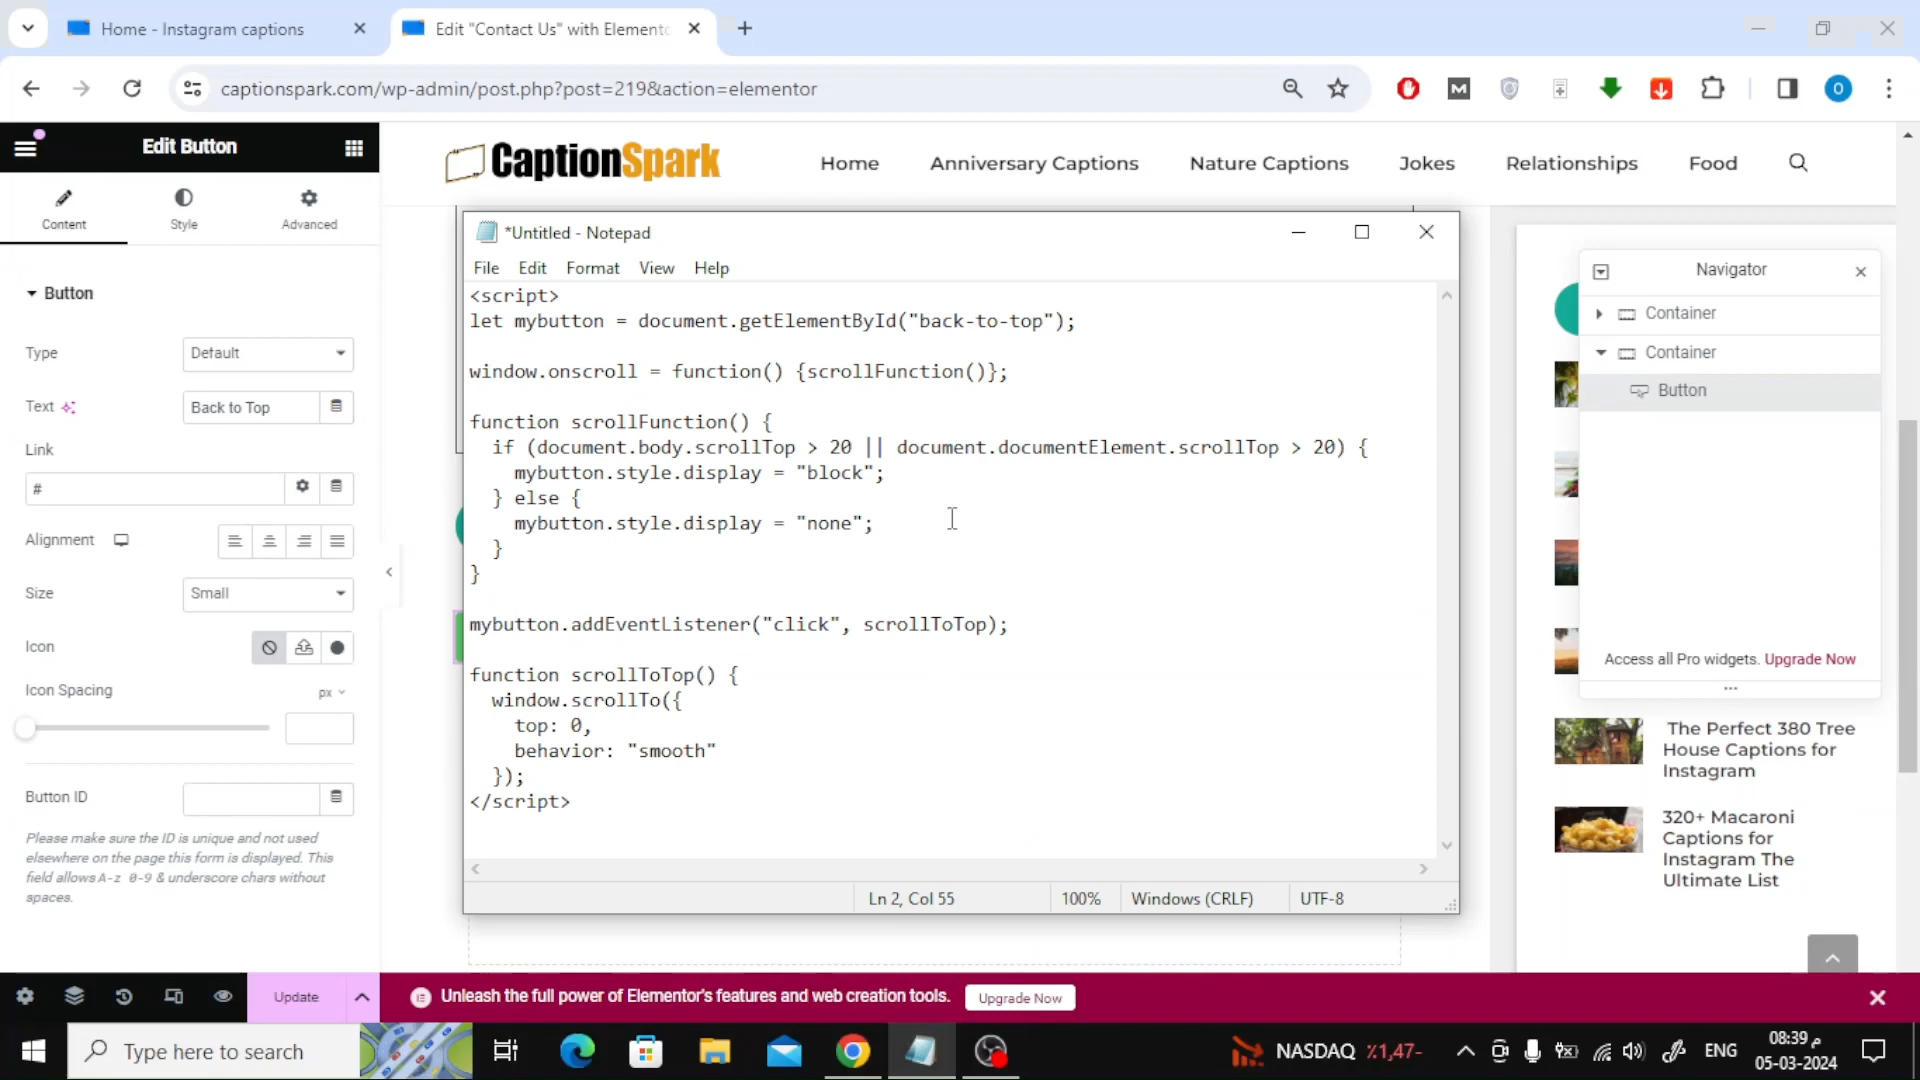 Home - Instagram captions
Edit "Contact Us" with Elemento
captionspark.com/wp-admin/post.php?post=219&action=elementor
O
Edit Button
Content
Style
Advanced
Button
Type
Default
Text
Back to Top
Link
#
Alignment
Size
Small
Icon
Icon Spacing
px
Button ID
Please make sure the ID is unique and not used
elsewhere on the page this form is displayed. This
field allows A-z 0-9 & underscore chars without
spaces.
Update
CaptionSpark
Home
Anniversary Captions
Nature Captions
Jokes
Relationships
Food
*Untitled - Notepad
File Edit Format View Help
<script>
let mybutton = document.getElementById("back-to-top");
window.onscroll = function() {scrollFunction()};
function scrollFunction() {
if (document.body.scrollTop > 20 || document.documentElement.scrollTop > 20) {
mybutton.style.display = "block";
} else {
mybutton.style.display = "none";
}
}
mybutton.addEventListener("click", scrollToTop);
function scrollToTop() {
window.scrollTo({
top: 0,
behavior: "smooth"
});
</script>
Ln 2, Col 55
100%
Windows (CRLF)
UTF-8
Navigator
Container
Container
Button
Access all Pro widgets. Upgrade Now
The Perfect 380 Tree
House Captions for
Instagram
320+ Macaroni
Captions for
Instagram The
Ultimate List
Unleash the full power of Elementor's features and web creation tools.
Upgrade Now
Type here to search
NASDAQ ٪1,47-
ENG
08:39 م
05-03-2024